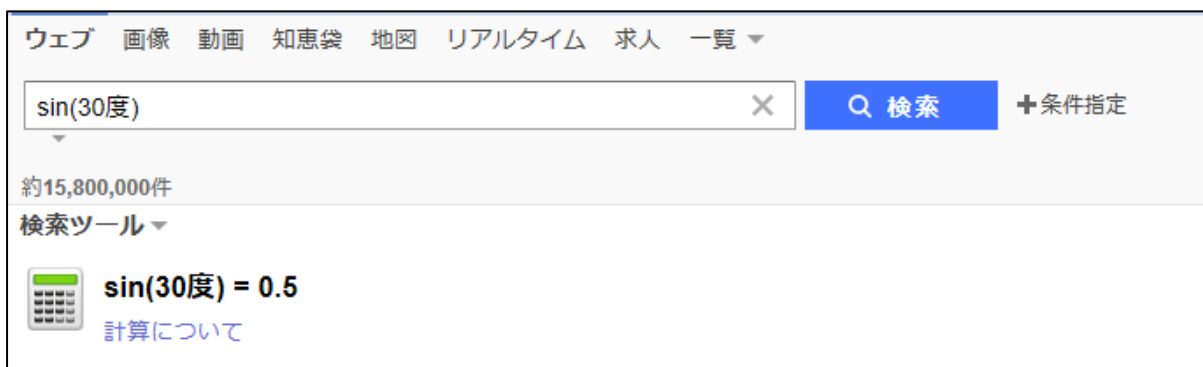 ウェブ 画像 動画 知恵袋 地図 リアルタイム 求人 一覧
sin(30度) 検索 条件指定
約15,800,000件
検索ツール
sin(30度) = 0.5
計算について